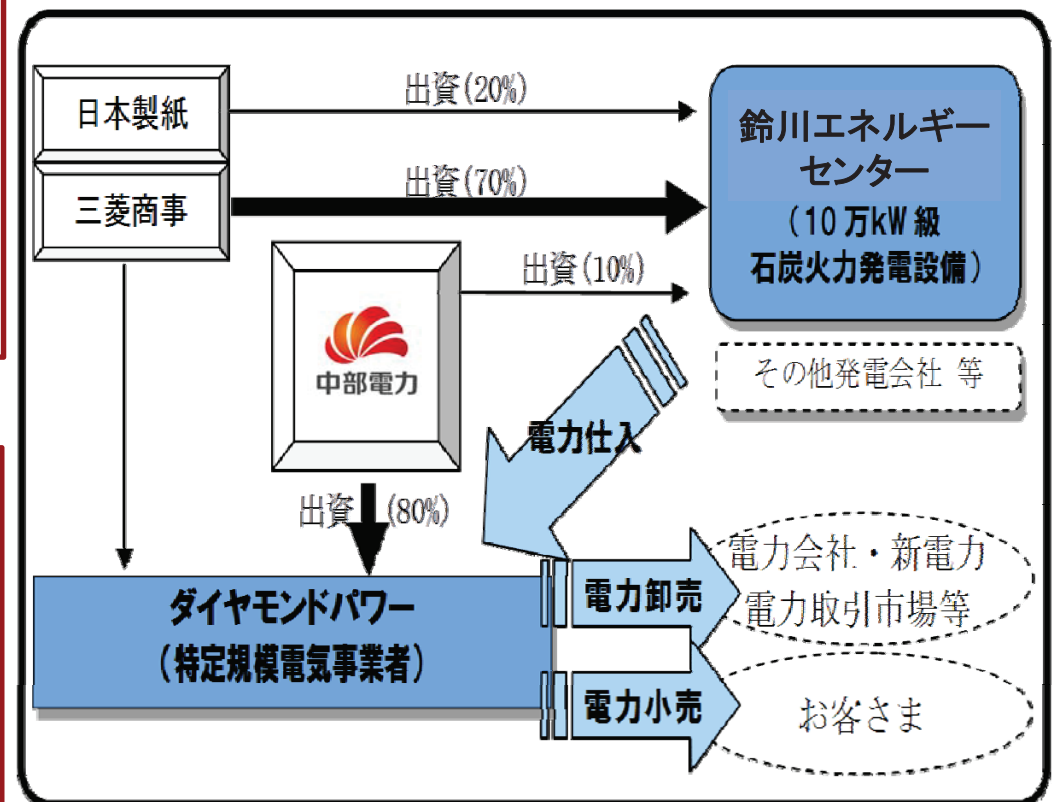 日本製紙
出資(20%)
三菱商事
出資(70%)
鈴川エネルギー
センター
(10万kW級
石炭火力発電設備)
出資(10%)
中部電力
その他発電会社 等
電力仕入
出資 (80%)
ダイヤモンドパワー
(特定規模電気事業者)
電力卸売
電力会社・新電力
電力取引市場等
電力小売
お客さま